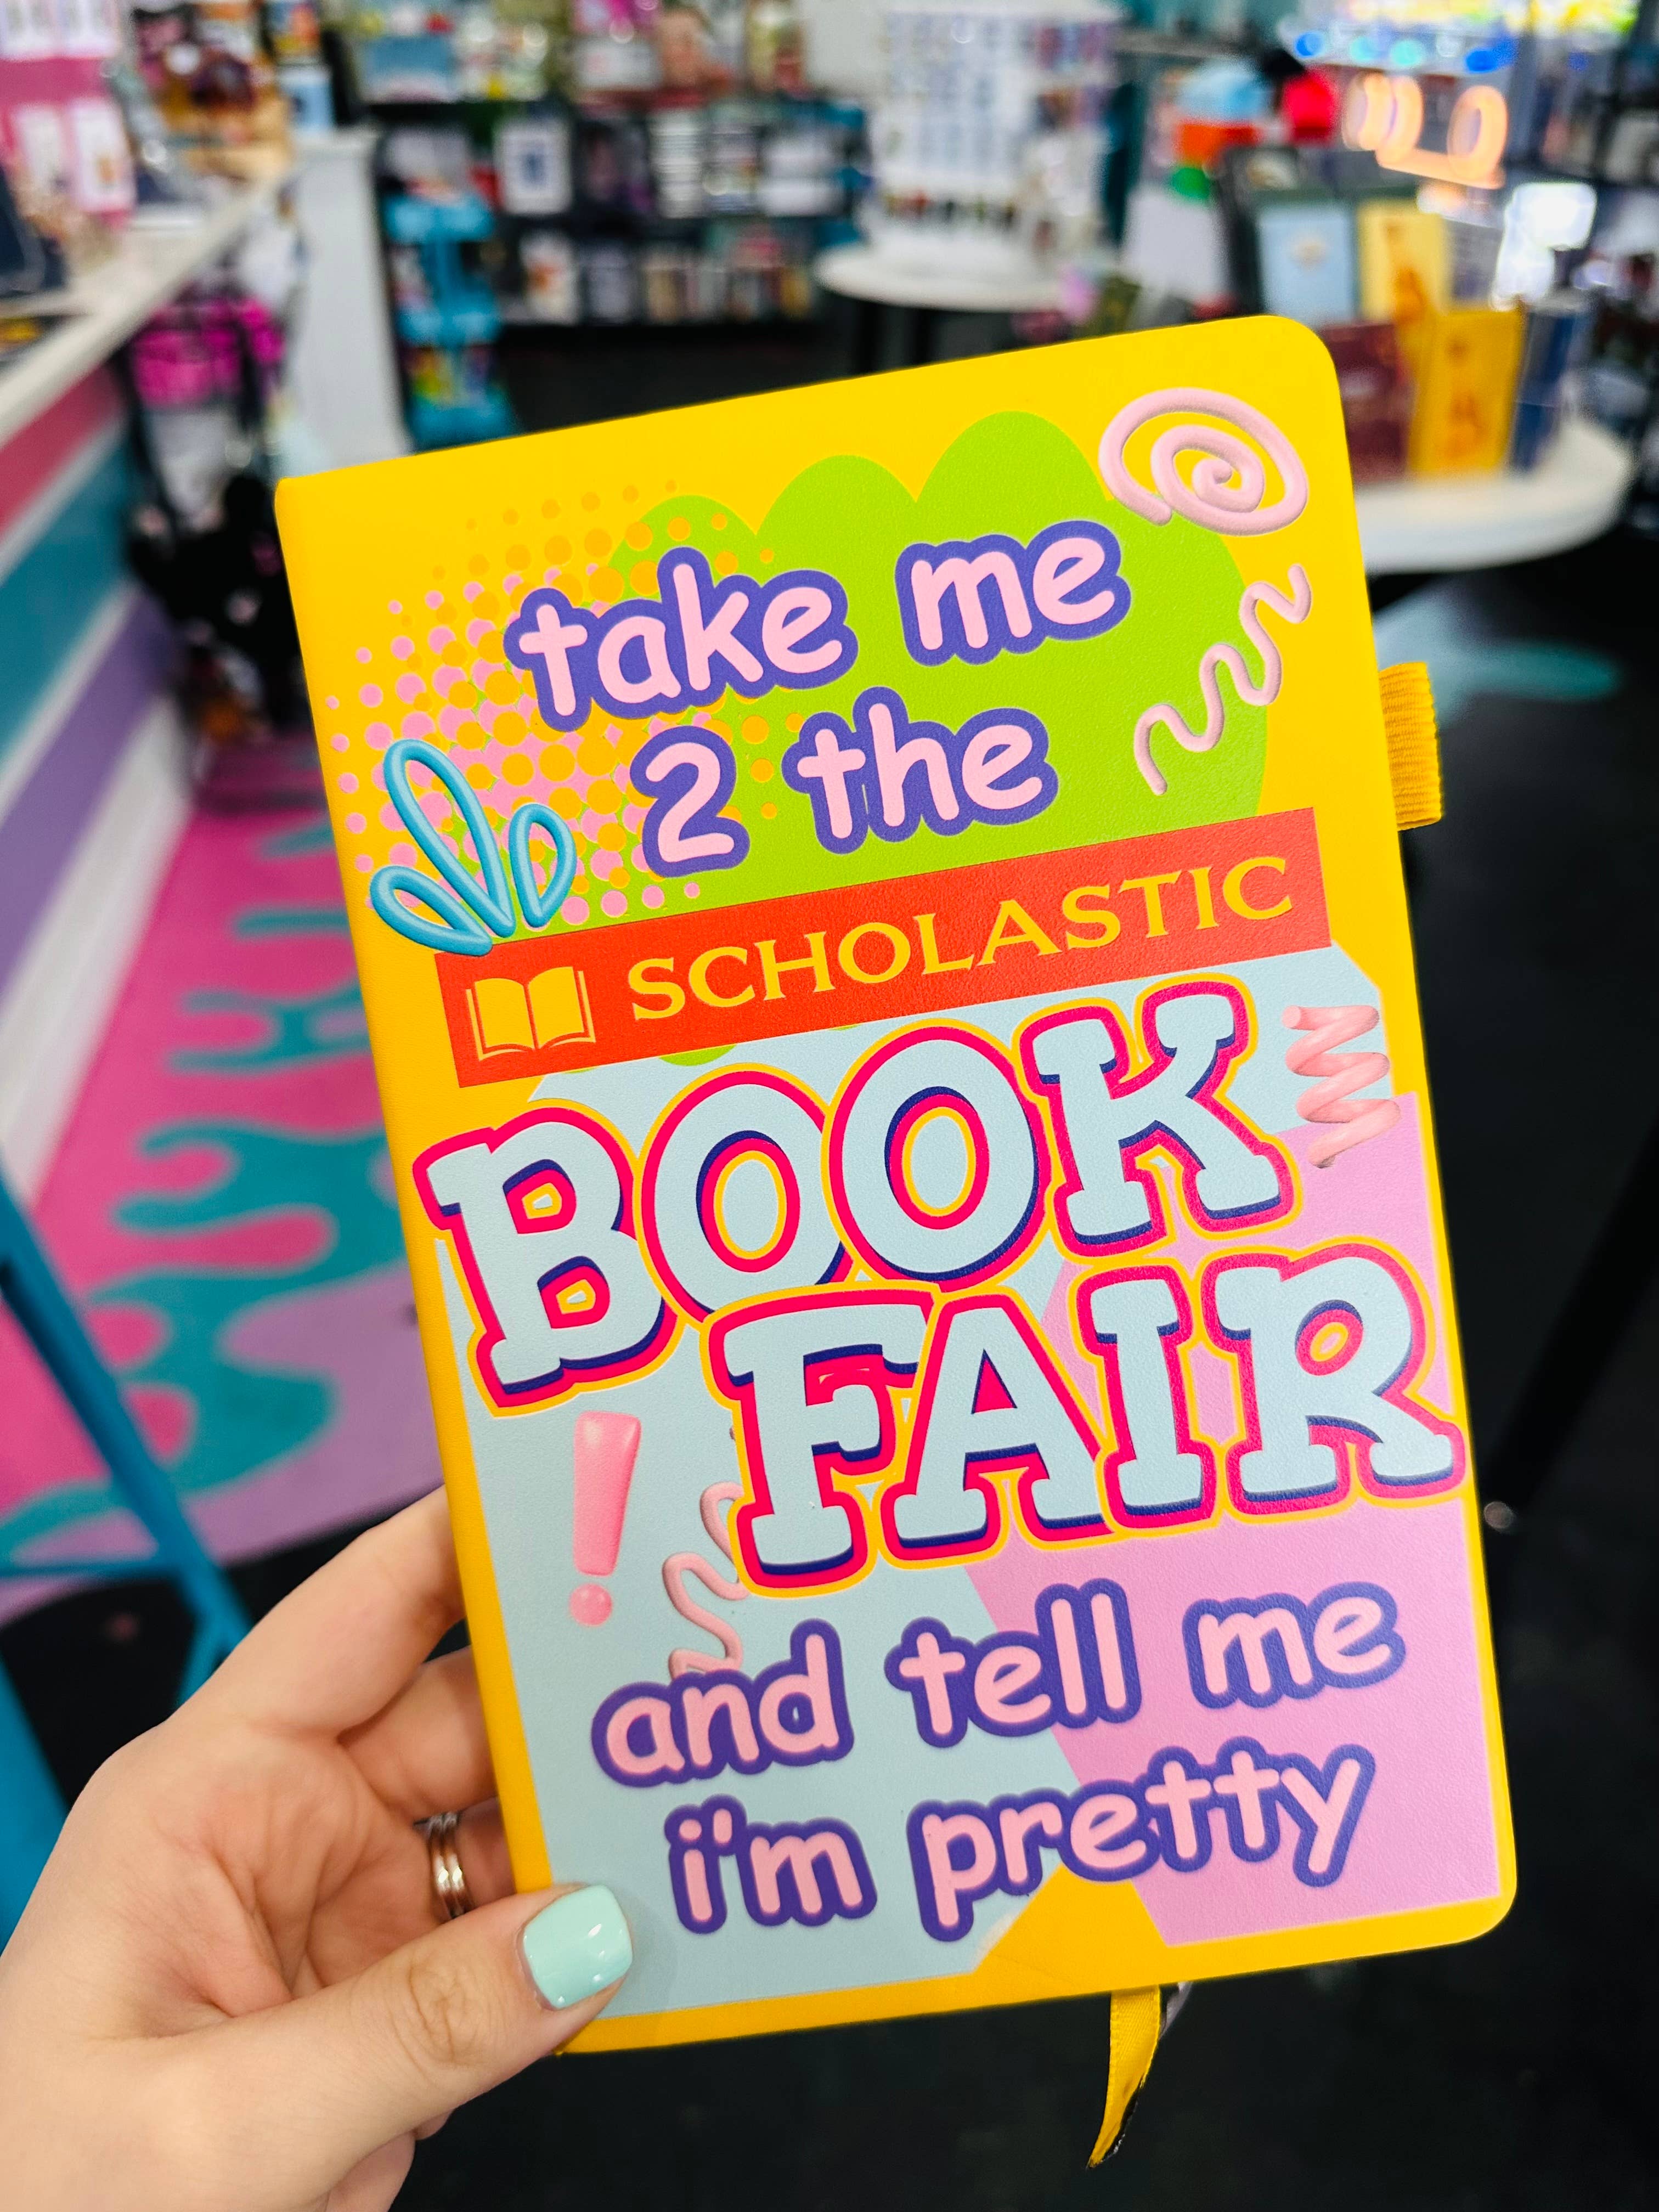 take me
2 the
SCHOLASTIC
BOOK
FAIR
and tell me
i'm pretty